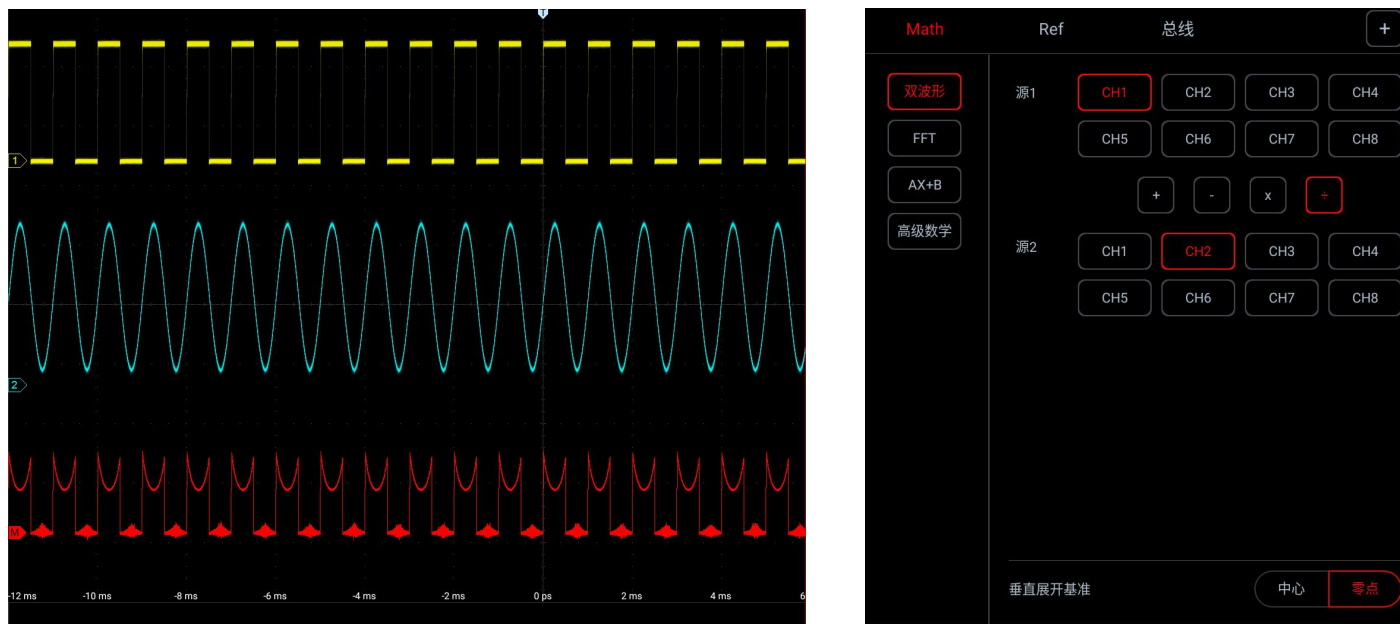 T
1
2
M
-12 ms -10 ms -8 ms -6 ms -4 ms -2 ms 0 ps 2 ms 4 ms 6
Math Ref 总线 +
双波形 源1 CH1 CH2 CH3 CH4
FFT CH5 CH6 CH7 CH8
AX+B + - x ÷
高级数学 源2 CH1 CH2 CH3 CH4
CH5 CH6 CH7 CH8
垂直展开基准 中心 零点